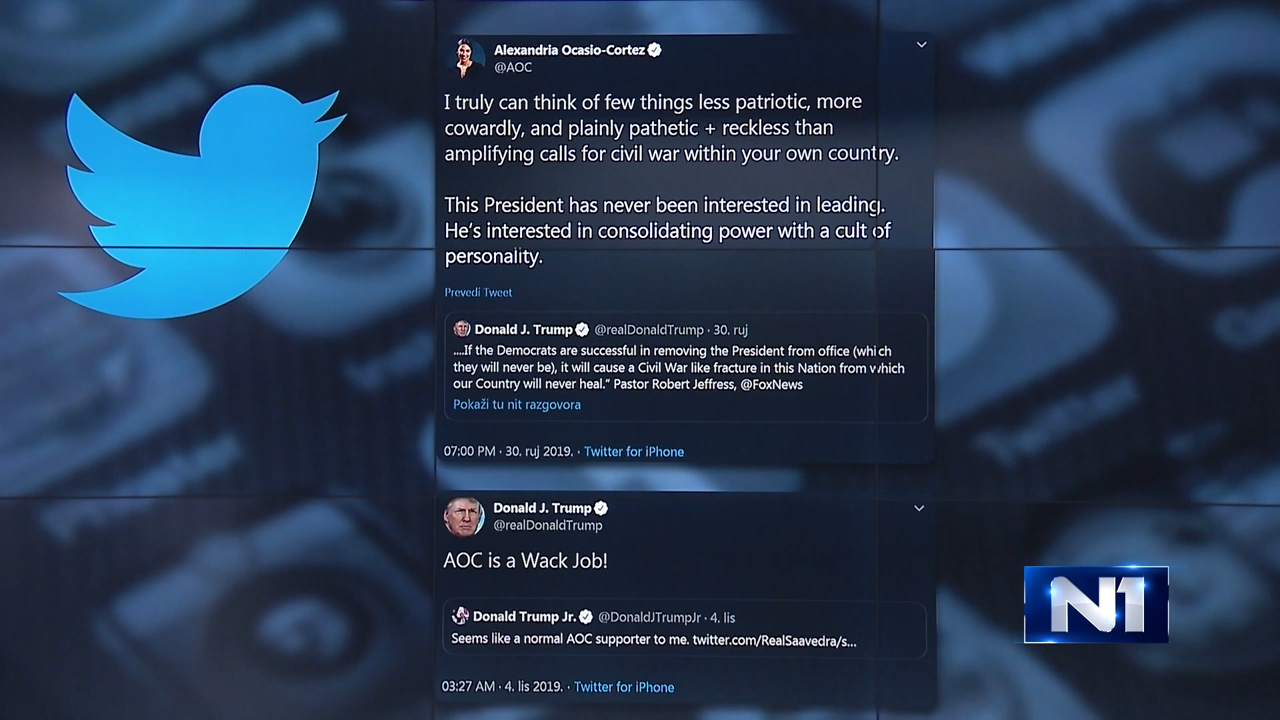 Alexandria Ocasio-Cortez
@AOC
I truly can think of few things less patriotic, more
cowardly, and plainly pathetic + reckless than
amplifying calls for civil war within your own country.
This President has never been interested in leading.
He's interested in consolidating power with a cult of
personality.
Prevedi Tweet
Donald J. Trump @realDonaldTrump · 30. ruj
....If the Democrats are successful in removing the President from office (which
they will never be), it will cause a Civil War like fracture in this Nation from which
our Country will never heal." Pastor Robert Jeffress, @FoxNews
Pokaži tu nit razgovora
07:00 PM · 30. ruj 2019. · Twitter for iPhone
Donald J. Trump
@realDonaldTrump
AOC is a Wack Job!
Donald Trump Jr. @DonaldJTrumpJr · 4. lis
Seems like a normal AOC supporter to me. twitter.com/RealSaavedra/s...
03:27 AM · 4. lis 2019. · Twitter for iPhone
N1